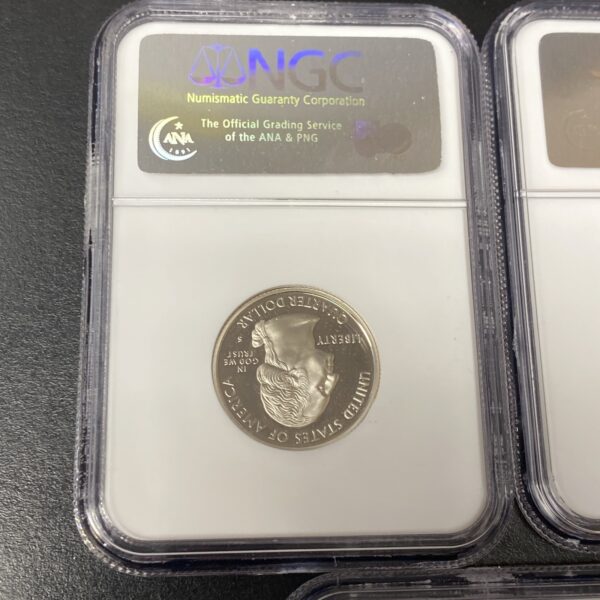 NGC
Numismatic Guaranty Corporation
ANA
1891
The Official Grading Service
of the ANA & PNG
UNITED STATES OF AMERICA
LIBERTY
IN
GOD WE
TRUST
S
QUARTER DOLLAR